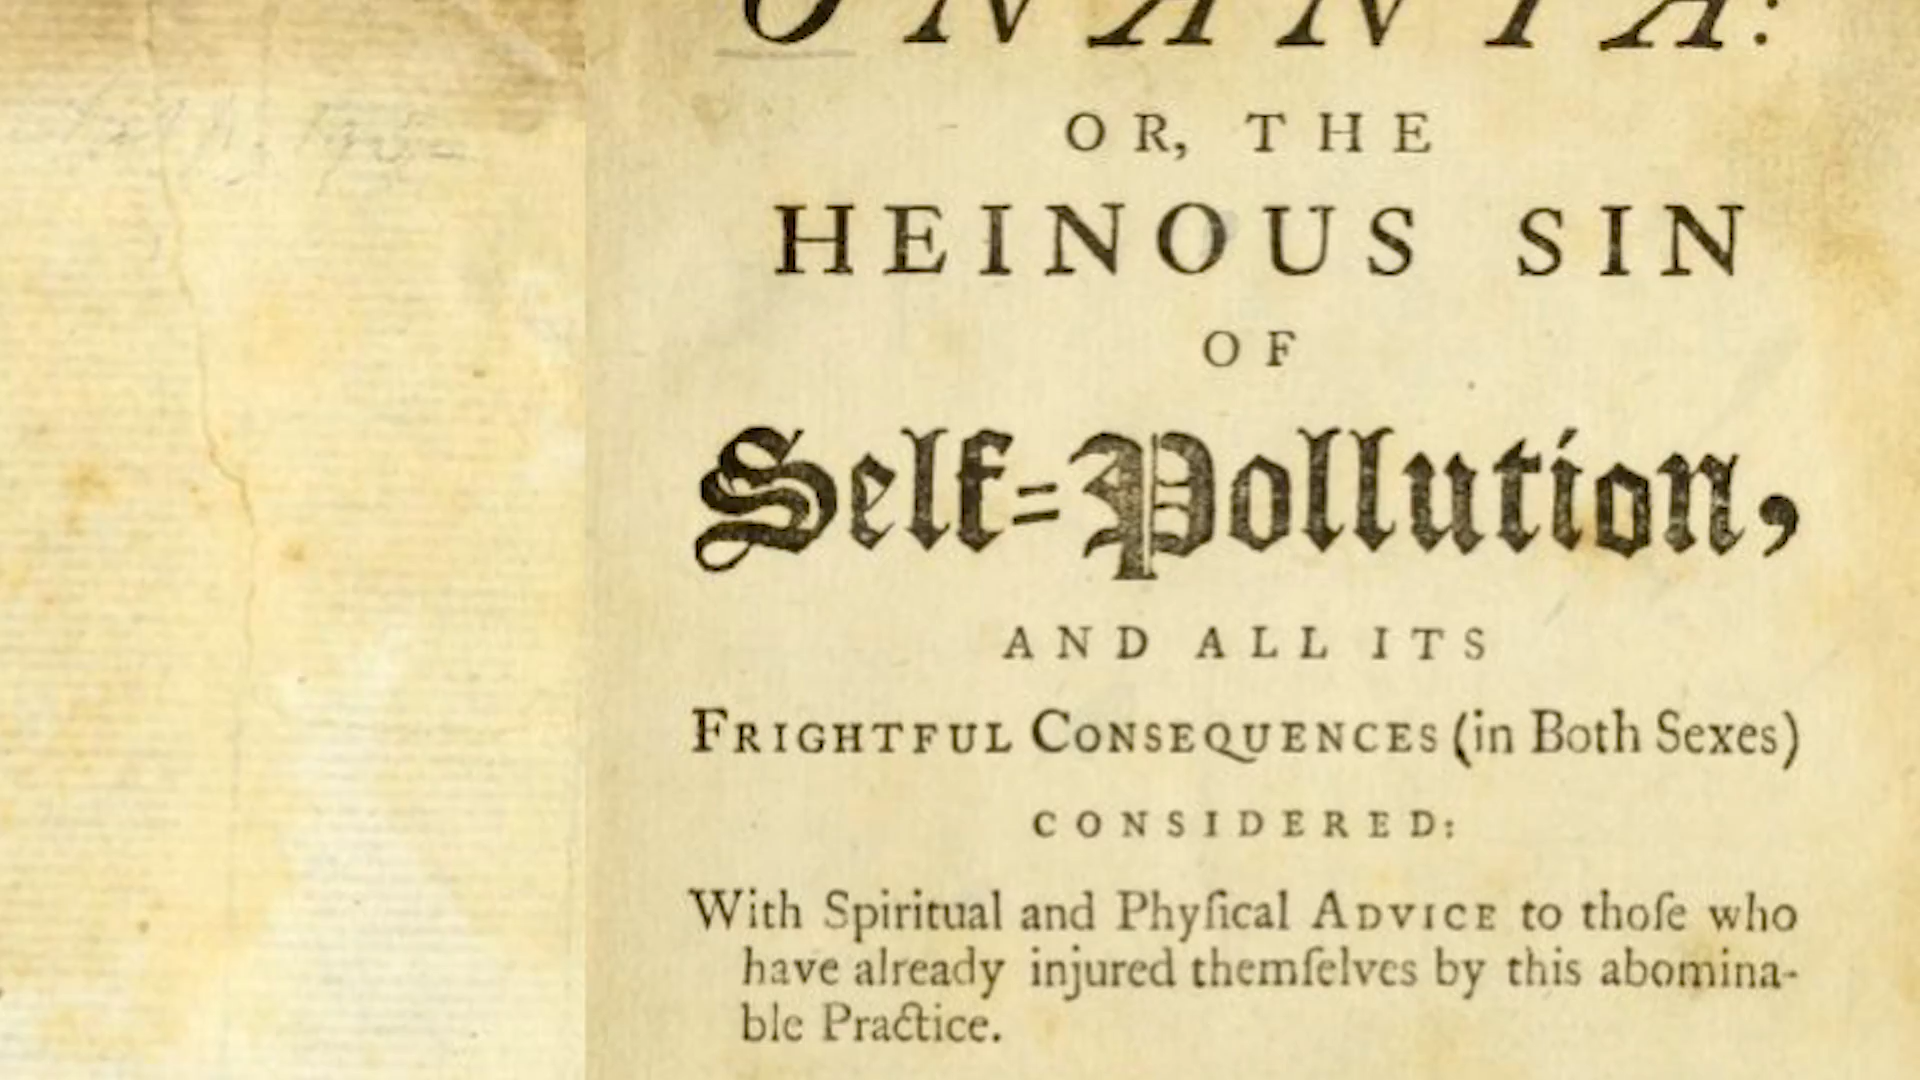 ONANIA:
OR, THE
HEINOUS SIN
OF
Self-Pollution,
AND ALL ITS
FRIGHTFUL CONSEQUENCES (in Both Sexes)
CONSIDERED:
With Spiritual and Phyſical ADVICE to thoſe who
have already injured themſelves by this abomina-
ble Practice.